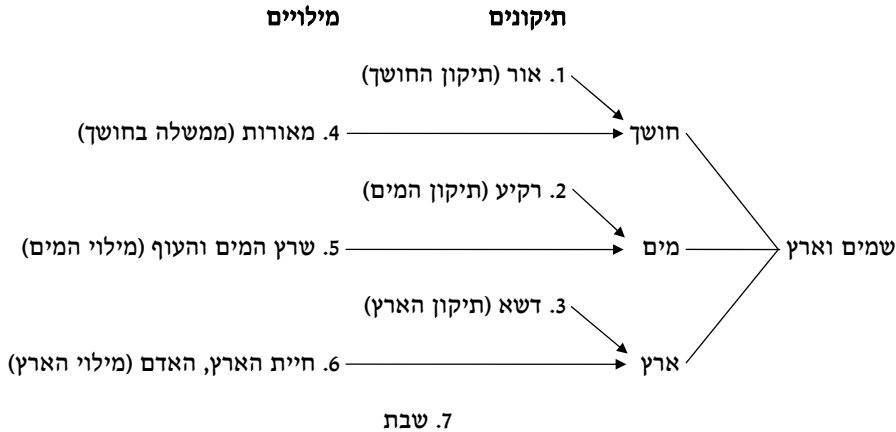 תיקונים מילויים
1. אור (תיקון החושך)
חושך 4. מאורות (ממשלה בחושך)
2. רקיע (תיקון המים)
שמים וארץ מים 5. שרץ המים והעוף (מילוי המים)
3. דשא (תיקון הארץ)
ארץ 6. חיית הארץ, האדם (מילוי הארץ)
7. שבת